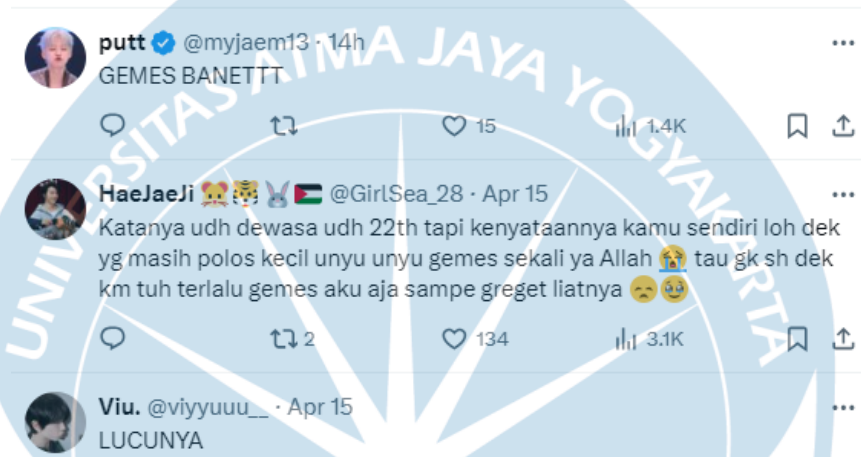 putt @myjaem13 · 14h
GEMES BANETTT
15 1.4K
HaeJaeJi 🐹🐯🐰🇵🇸 @GirlSea_28 · Apr 15
Katanya udh dewasa udh 22th tapi kenyataannya kamu sendiri loh dek
yg masih polos kecil unyu unyu gemes sekali ya Allah 😭 tau gk sh dek
km tuh terlalu gemes aku aja sampe greget liatnya 😞🥹
2 134 3.1K
Viu. @viyyuuu__ · Apr 15
LUCUNYA
UNIVERSITAS ATMA JAYA YOGYAKARTA